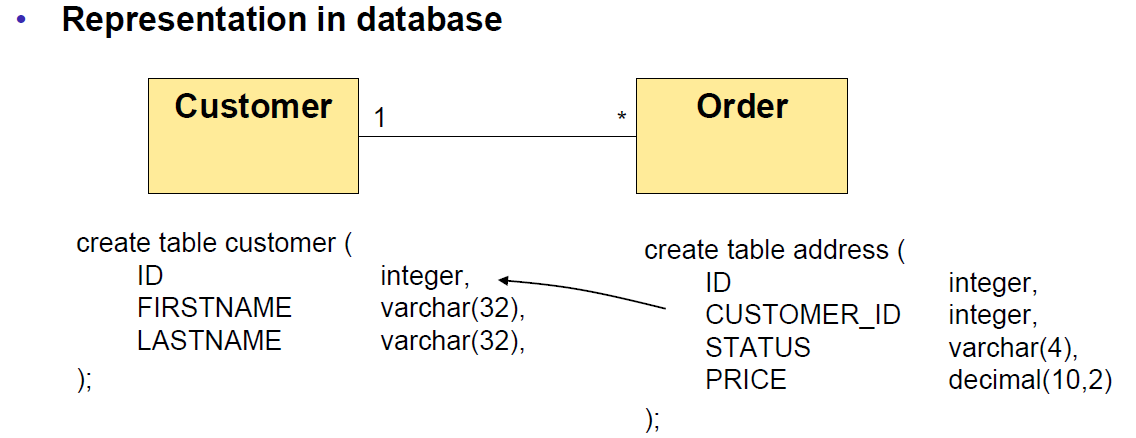 • Representation in database
Customer
1
*
Order
create table customer (
ID integer,
FIRSTNAME varchar(32),
LASTNAME varchar(32),
);
create table address (
ID integer,
CUSTOMER_ID integer,
STATUS varchar(4),
PRICE decimal(10,2)
);